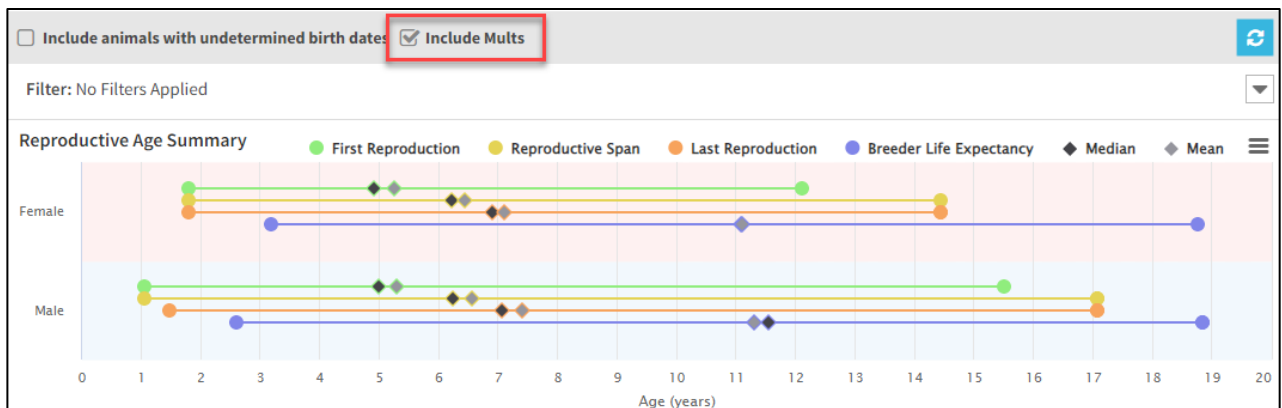 Include animals with undetermined birth dates Include Mults
Filter: No Filters Applied
Reproductive Age Summary First Reproduction Reproductive Span Last Reproduction Breeder Life Expectancy Median Mean
Female
Male
0 1 2 3 4 5 6 7 8 9 10 11 12 13 14 15 16 17 18 19 20
Age (years)